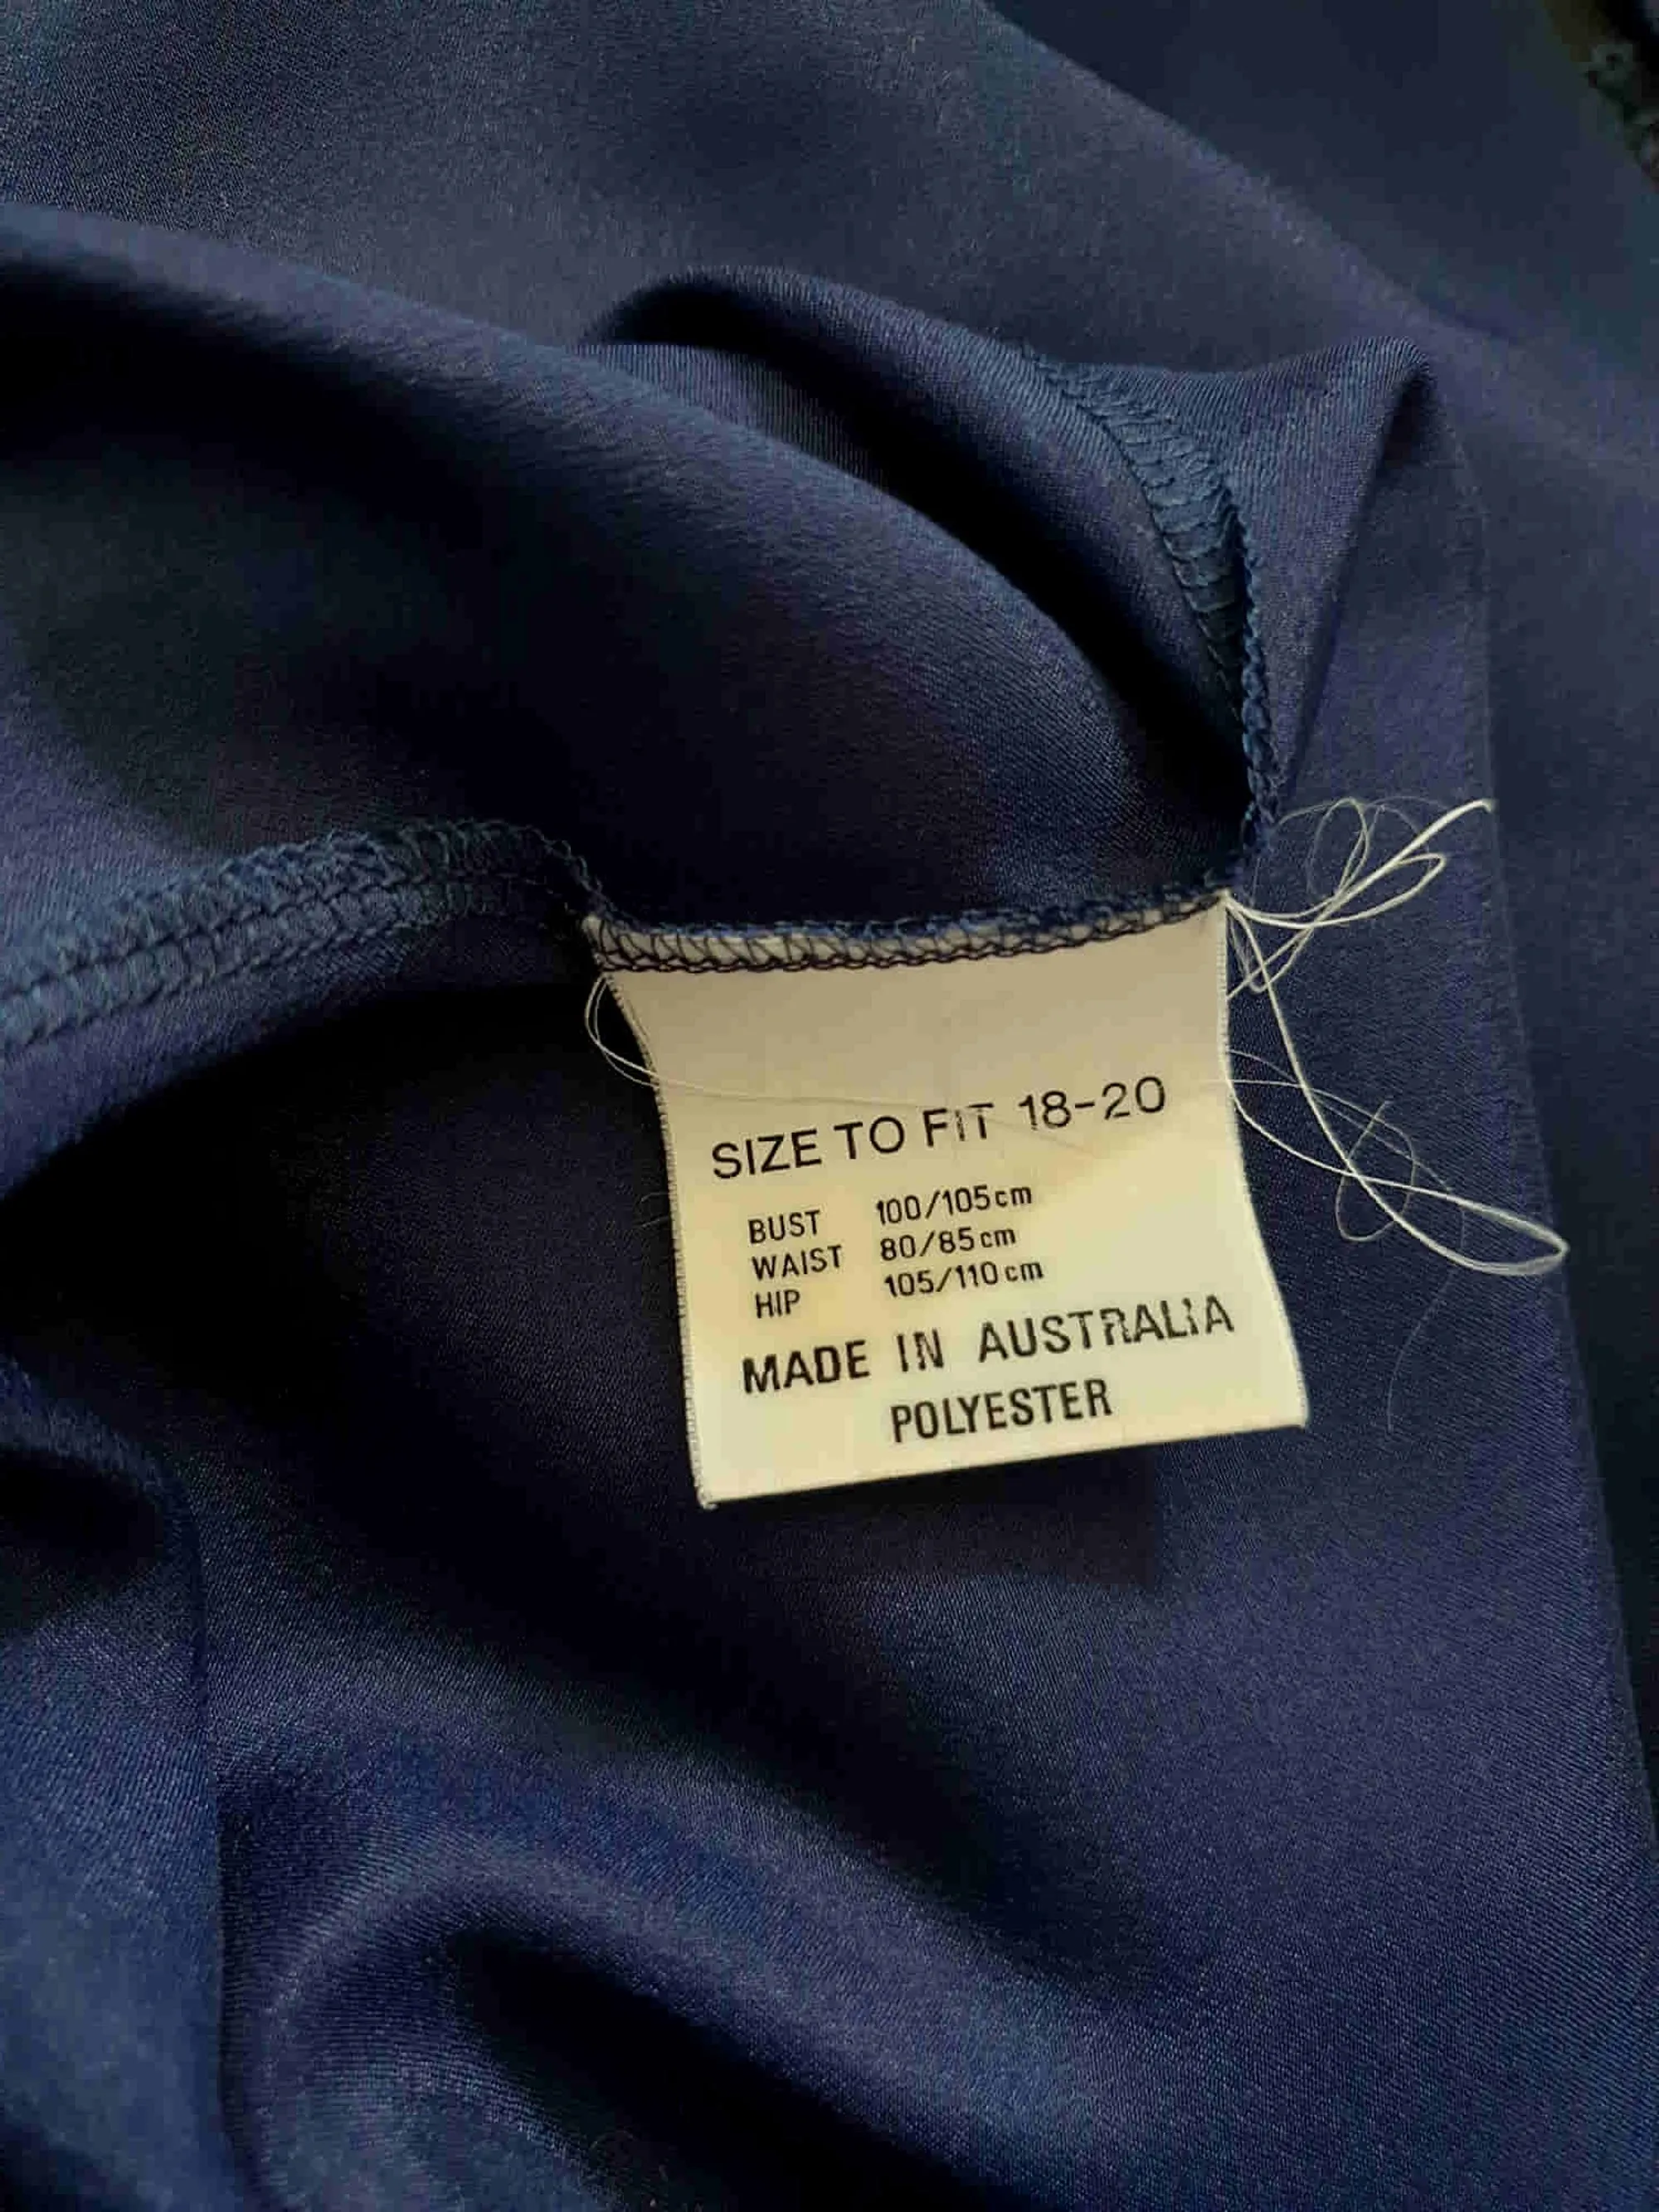 SIZE TO FIT 18-20
BUST 100/105cm
WAIST 80/85cm
HIP 105/110cm
MADE IN AUSTRALIA
POLYESTER